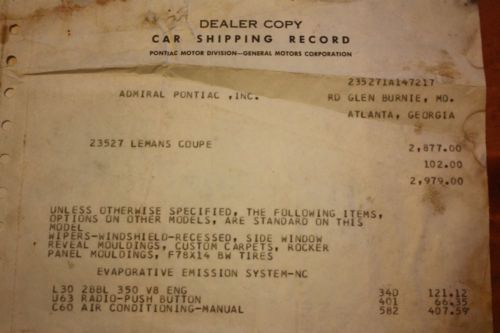 DEALER COPY
CAR SHIPPING RECORD
PONTIAC MOTOR DIVISION—GENERAL MOTORS CORPORATION
235271A147217
ADMIRAL PONTIAC ,INC. RD GLEN BURNIE, MD.
ATLANTA, GEORGIA
23527 LEMANS COUPE 2,877.00
102.00
2,979.00
UNLESS OTHERWISE SPECIFIED, THE FOLLOWING ITEMS,
OPTIONS ON OTHER MODELS, ARE STANDARD ON THIS
MODEL
WIPERS-WINDSHIELD-RECESSED, SIDE WINDOW
REVEAL MOULDINGS, CUSTOM CARPETS, ROCKER
PANEL MOULDINGS, F78X14 BW TIRES
EVAPORATIVE EMISSION SYSTEM-NC
L30 2BBL 350 V8 ENG 34D 121.12
U63 RADIO-PUSH BUTTON 401 66.35
C60 AIR CONDITIONING-MANUAL 582 407.59